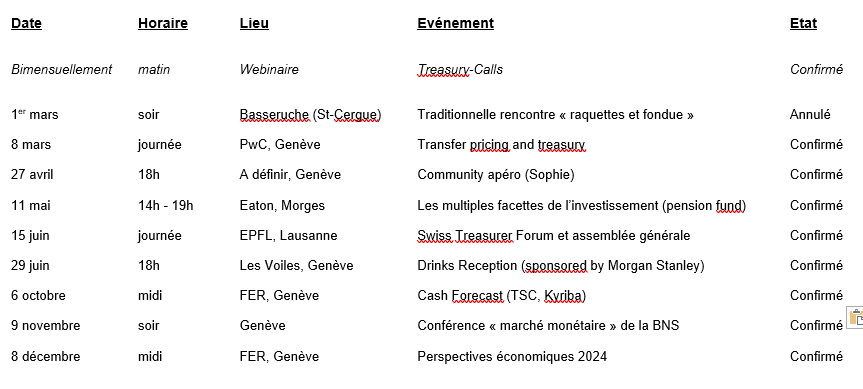 Date Horaire Lieu Evénement Etat
Bimensuellement matin Webinaire Treasury-Calls Confirmé
1er mars soir Basseruche (St-Cergue) Traditionnelle rencontre « raquettes et fondue » Annulé
8 mars journée PwC, Genève Transfer pricing and treasury Confirmé
27 avril 18h A définir, Genève Community apéro (Sophie) Confirmé
11 mai 14h - 19h Eaton, Morges Les multiples facettes de l'investissement (pension fund) Confirmé
15 juin journée EPFL, Lausanne Swiss Treasurer Forum et assemblée générale Confirmé
29 juin 18h Les Voiles, Genève Drinks Reception (sponsored by Morgan Stanley) Confirmé
6 octobre midi FER, Genève Cash Forecast (TSC, Kyriba) Confirmé
9 novembre soir Genève Conférence « marché monétaire » de la BNS Confirmé
8 décembre midi FER, Genève Perspectives économiques 2024 Confirmé